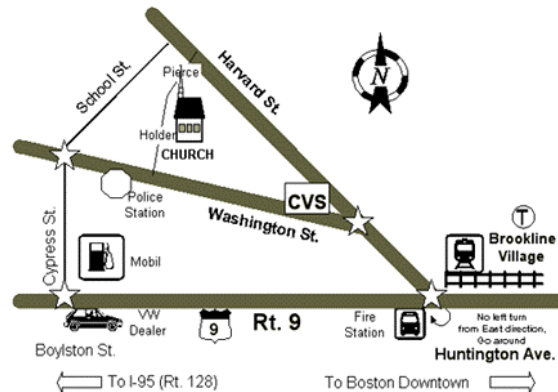 Pierce
School St.
Harvard St.
N
Holden
CHURCH
Police
Station
CVS
Washington St.
T
Brookline
Village
Cypress St.
Mobil
VW
Dealer
9
Rt. 9
Fire
Station
No left turn
from East direction,
Go around
Huntington Ave.
Boylston St.
To I-95 (Rt. 128)
To Boston Downtown